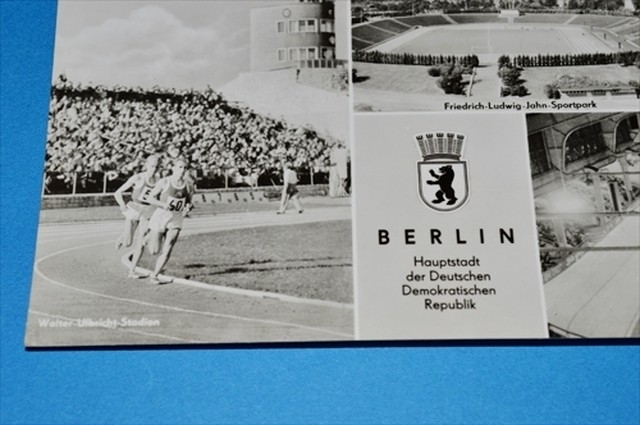 Friedrich-Ludwig-Jahn-Sportpark
BERLIN
Hauptstadt
der Deutschen
Demokratischen
Republik
Walter-Ulbricht-Stadion